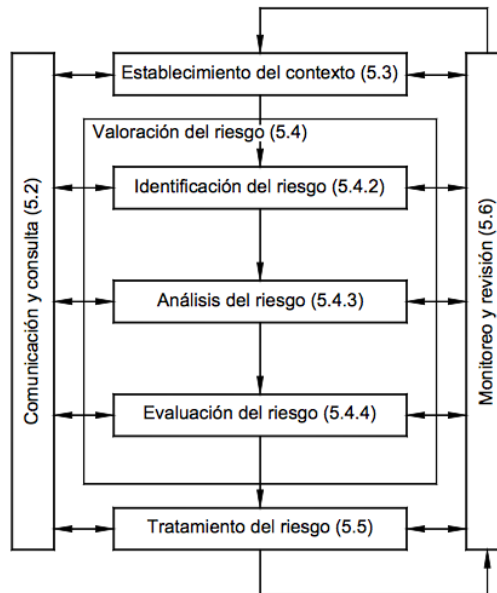 Establecimiento del contexto (5.3)
Valoración del riesgo (5.4)
Identificación del riesgo (5.4.2)
Análisis del riesgo (5.4.3)
Evaluación del riesgo (5.4.4)
Tratamiento del riesgo (5.5)
Comunicación y consulta (5.2)
Monitoreo y revisión (5.6)